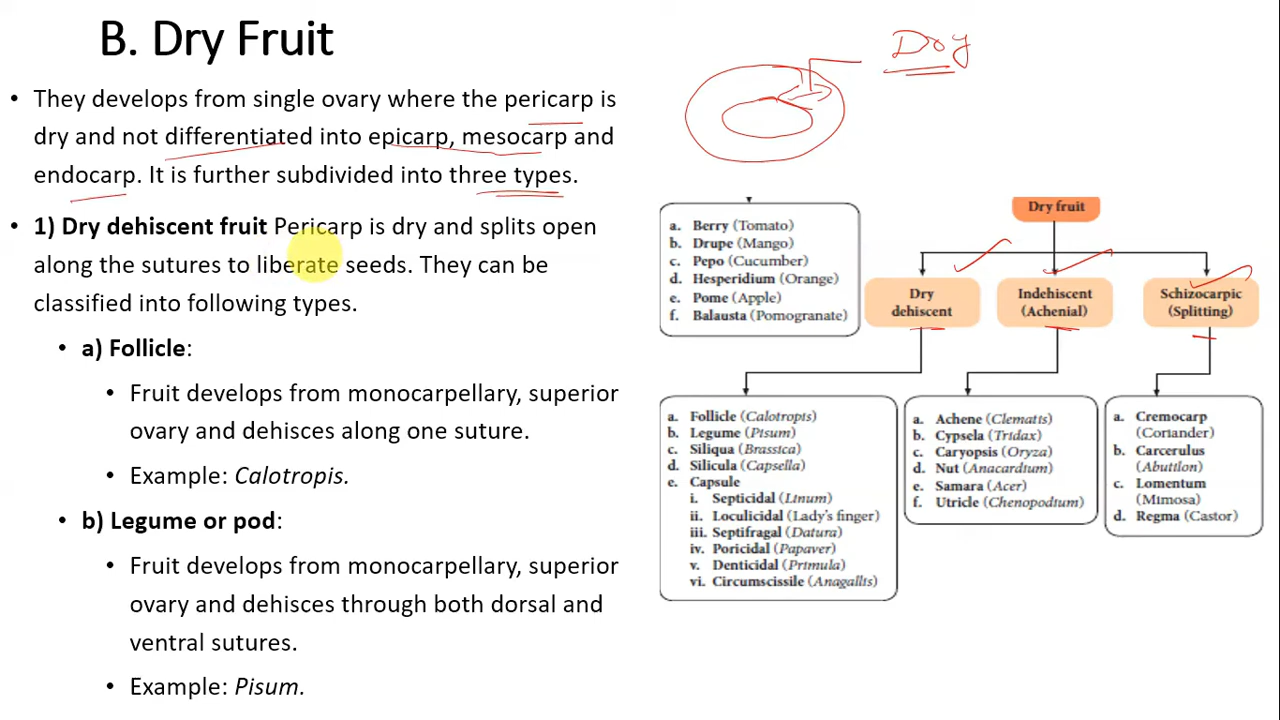 B. Dry Fruit
• They develops from single ovary where the pericarp is
dry and not differentiated into epicarp, mesocarp and
endocarp. It is further subdivided into three types.
• 1) Dry dehiscent fruit Pericarp is dry and splits open
along the sutures to liberate seeds. They can be
classified into following types.
• a) Follicle:
• Fruit develops from monocarpellary, superior
ovary and dehisces along one suture.
• Example: Calotropis.
• b) Legume or pod:
• Fruit develops from monocarpellary, superior
ovary and dehisces through both dorsal and
ventral sutures.
• Example: Pisum.
Dry
Dry fruit
a. Berry (Tomato)
b. Drupe (Mango)
c. Pepo (Cucumber)
d. Hesperidium (Orange)
e. Pome (Apple)
f. Balausta (Pomogranate)
Dry
dehiscent
Indehiscent
(Achenial)
Schizocarpic
(Splitting)
a. Follicle (Calotropis)
b. Legume (Pisum)
c. Siliqua (Brassica)
d. Silicula (Capsella)
e. Capsule
i. Septicidal (Linum)
ii. Loculicidal (Lady's finger)
iii. Septifragal (Datura)
iv. Poricidal (Papaver)
v. Denticidal (Primula)
vi. Circumscissile (Anagallis)
a. Achene (Clematis)
b. Cypsela (Tridax)
c. Caryopsis (Oryza)
d. Nut (Anacardium)
e. Samara (Acer)
f. Utricle (Chenopodium)
a. Cremocarp
(Coriander)
b. Carcerulus
(Abutilon)
c. Lomentum
(Mimosa)
d. Regma (Castor)